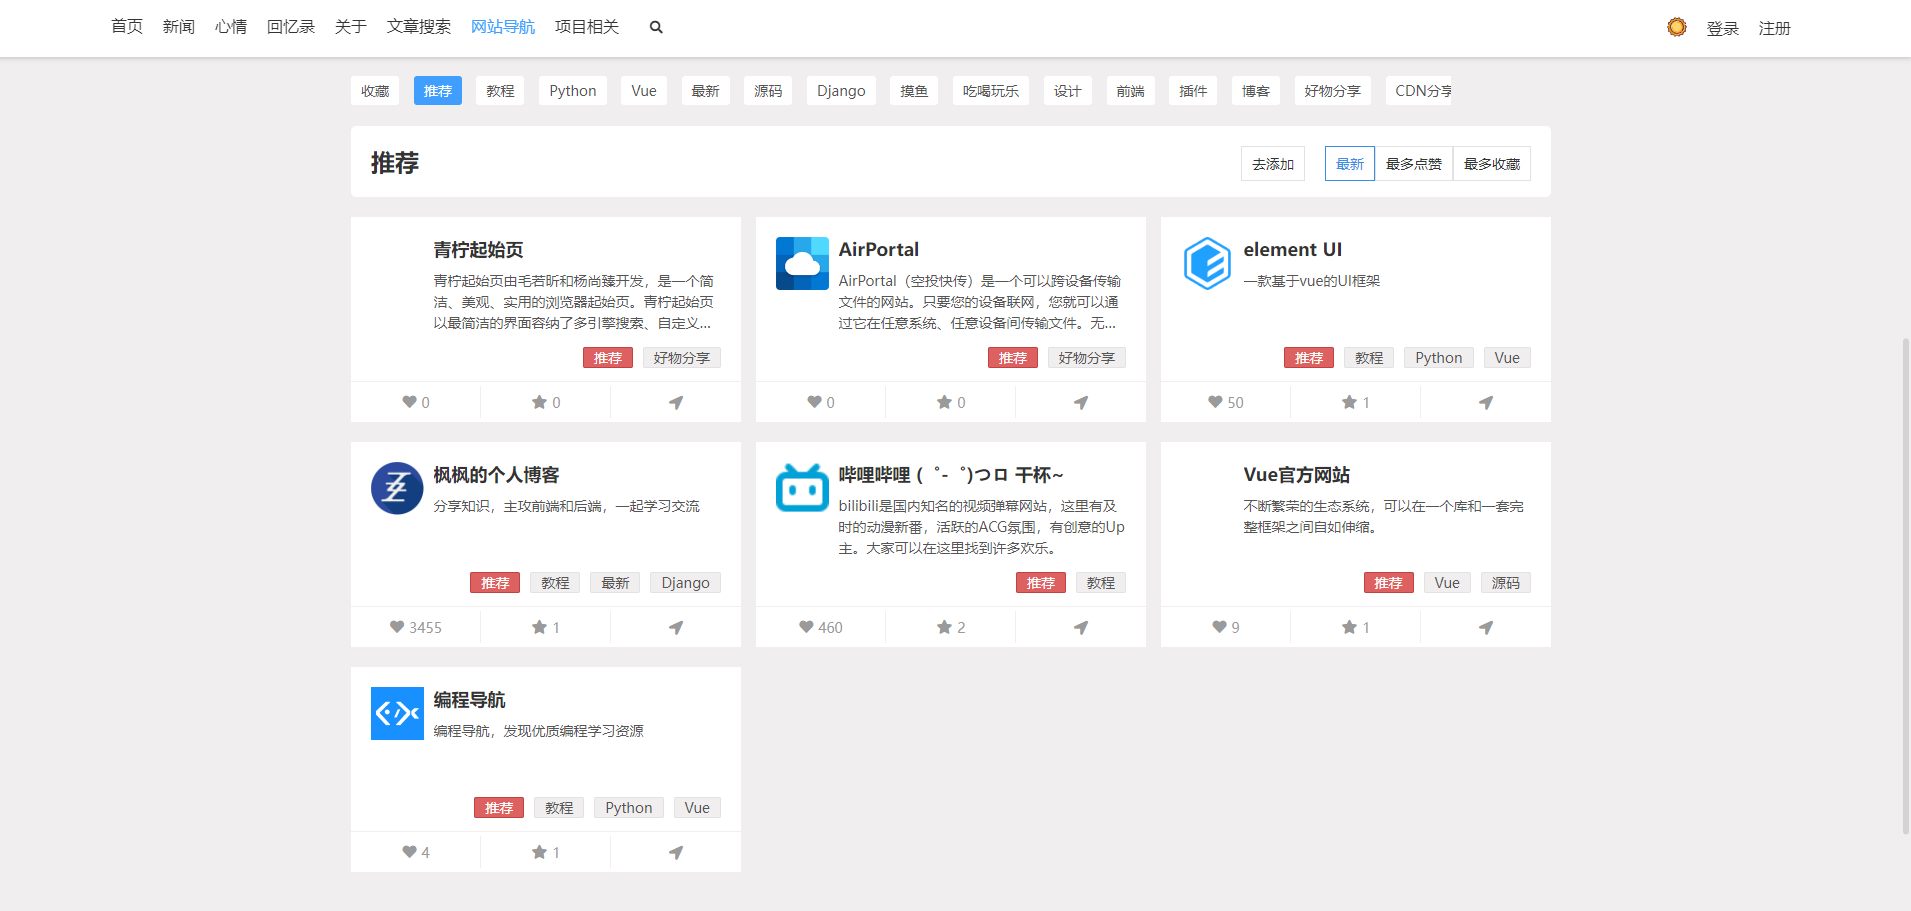 首页 新闻 心情 回忆录 关于 文章搜索 网站导航 项目相关 登录 注册
收藏 推荐 教程 Python Vue 最新 源码 Django 摸鱼 吃喝玩乐 设计 前端 插件 博客 好物分享 CDN分享
推荐 去添加 最新 最多点赞 最多收藏
青柠起始页
青柠起始页由毛若昕和杨尚臻开发，是一个简
洁、美观、实用的浏览器起始页。青柠起始页
以最简洁的界面容纳了多引擎搜索、自定义...
推荐 好物分享
0 0
AirPortal
AirPortal（空投快传）是一个可以跨设备传输
文件的网站。只要您的设备联网，您就可以通
过它在任意系统、任意设备间传输文件。无...
推荐 好物分享
0 0
element UI
一款基于vue的UI框架
推荐 教程 Python Vue
50 1
枫枫的个人博客
分享知识，主攻前端和后端，一起学习交流
推荐 教程 最新 Django
3455 1
哔哩哔哩 (゜-゜)つロ 干杯~
bilibili是国内知名的视频弹幕网站，这里有及
时的动漫新番，活跃的ACG氛围，有创意的Up
主。大家可以在这里找到许多欢乐。
推荐 教程
460 2
Vue官方网站
不断繁荣的生态系统，可以在一个库和一套完
整框架之间自如伸缩。
推荐 Vue 源码
9 1
编程导航
编程导航，发现优质编程学习资源
推荐 教程 Python Vue
4 1